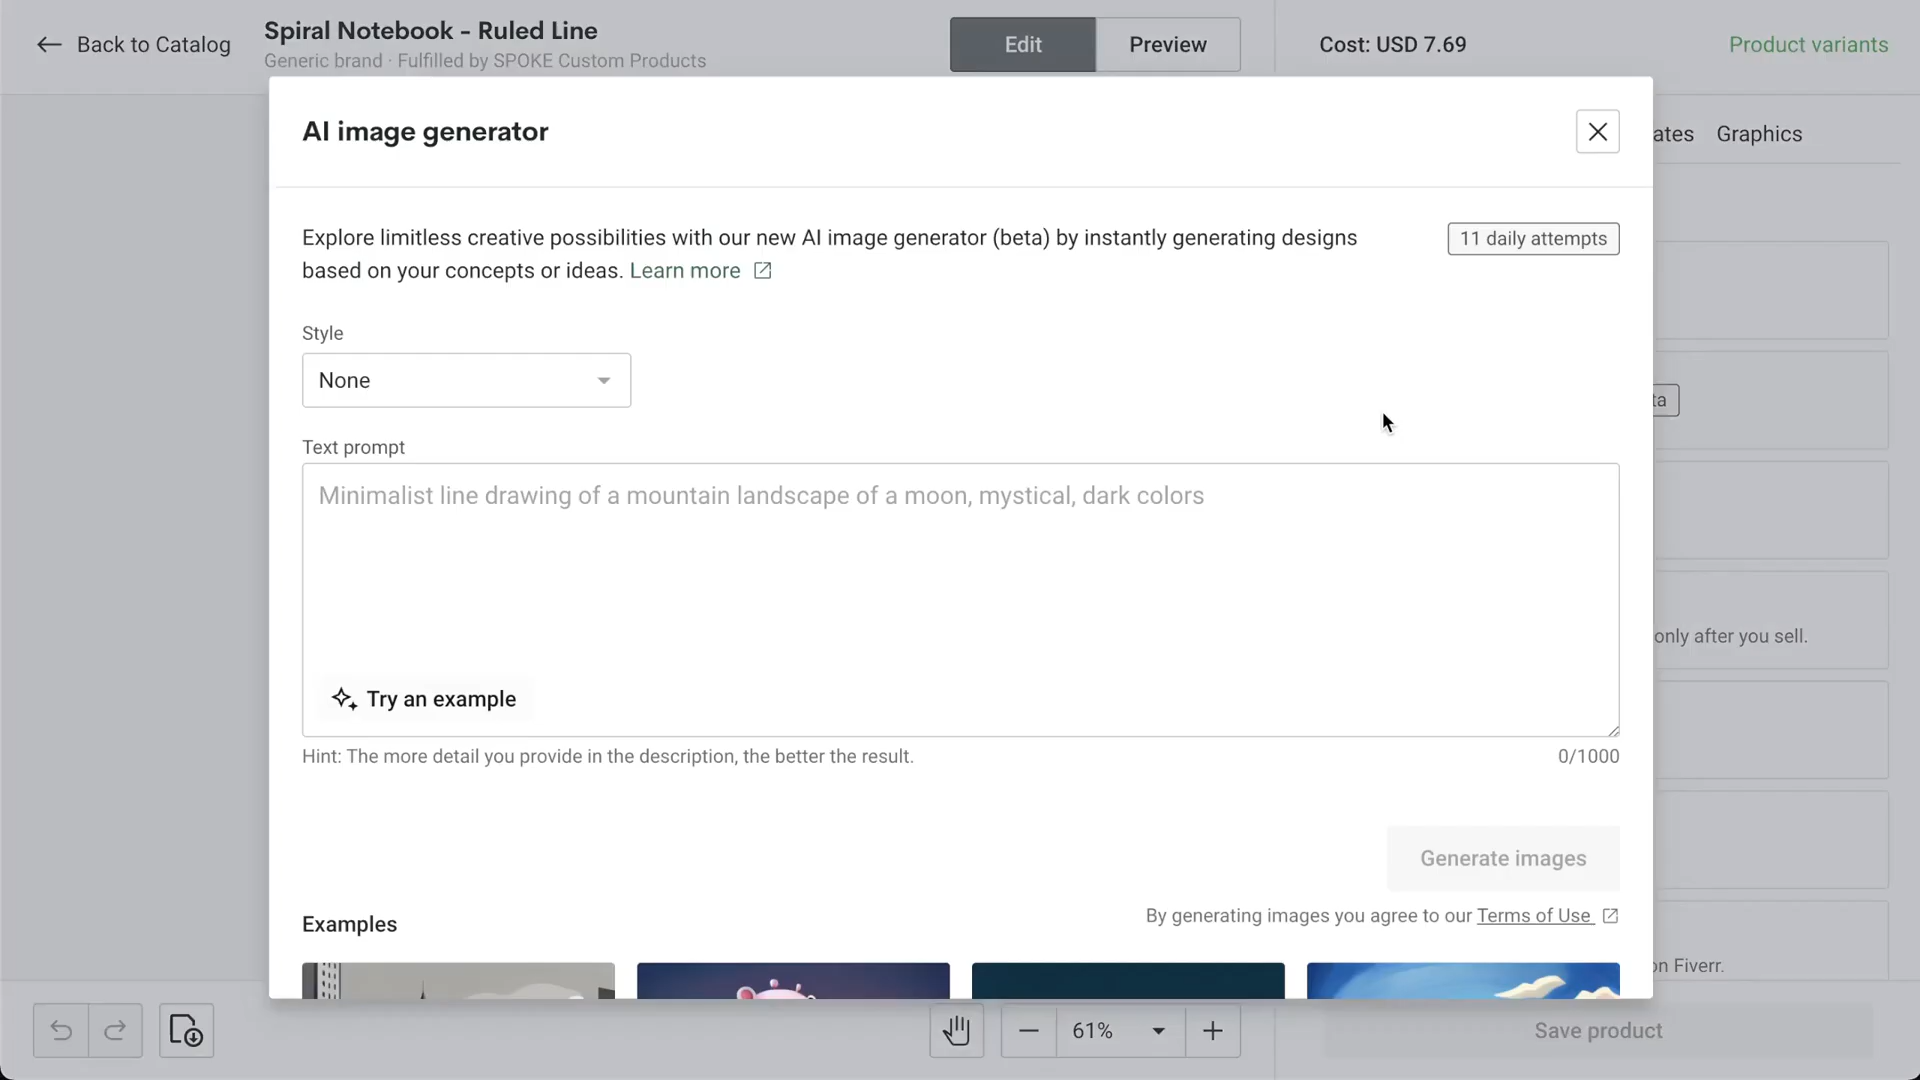 Back to Catalog
Spiral Notebook - Ruled Line
Generic brand · Fulfilled by SPOKE Custom Products
Edit
Preview
Cost: USD 7.69
Product variants
AI image generator
ates
Graphics
Explore limitless creative possibilities with our new AI image generator (beta) by instantly generating designs
based on your concepts or ideas. Learn more
11 daily attempts
Style
None
ta
Text prompt
Minimalist line drawing of a mountain landscape of a moon, mystical, dark colors
only after you sell.
Try an example
Hint: The more detail you provide in the description, the better the result.
0/1000
Generate images
By generating images you agree to our Terms of Use
Examples
on Fiverr.
61%
Save product